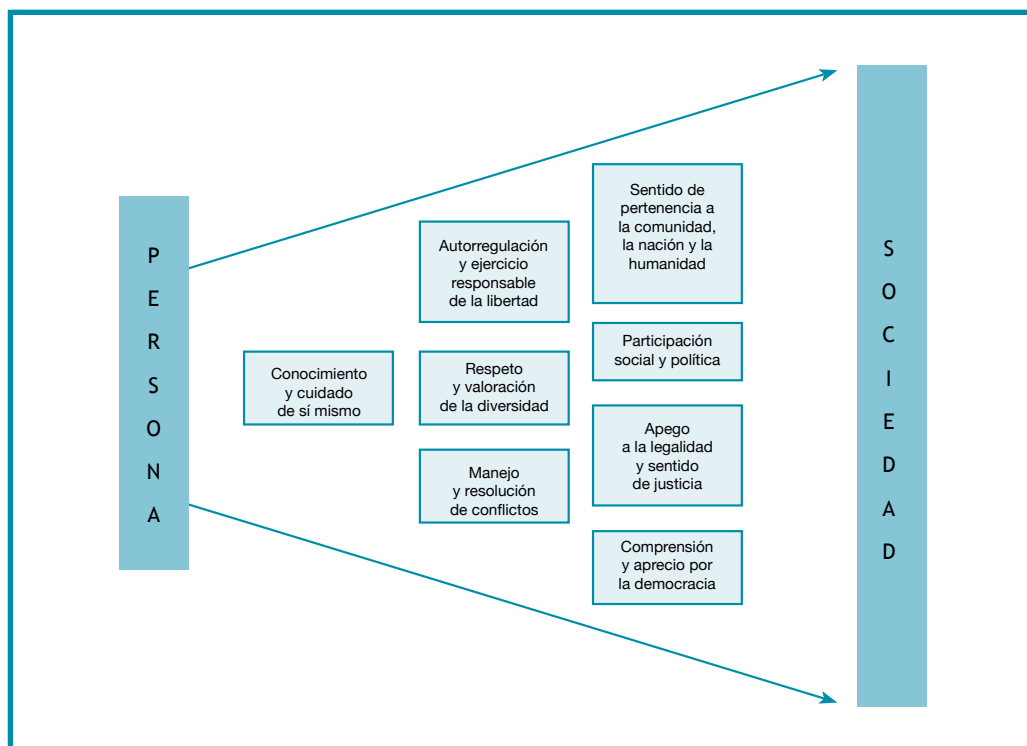 PERSONA
Conocimiento
y cuidado
de sí mismo
Autorregulación
y ejercicio
responsable
de la libertad
Respeto
y valoración
de la diversidad
Manejo
y resolución
de conflictos
Sentido de
pertenencia a
la comunidad,
la nación y la
humanidad
Participación
social y política
Apego
a la legalidad
y sentido
de justicia
Comprensión
y aprecio por
la democracia
SOCIEDAD